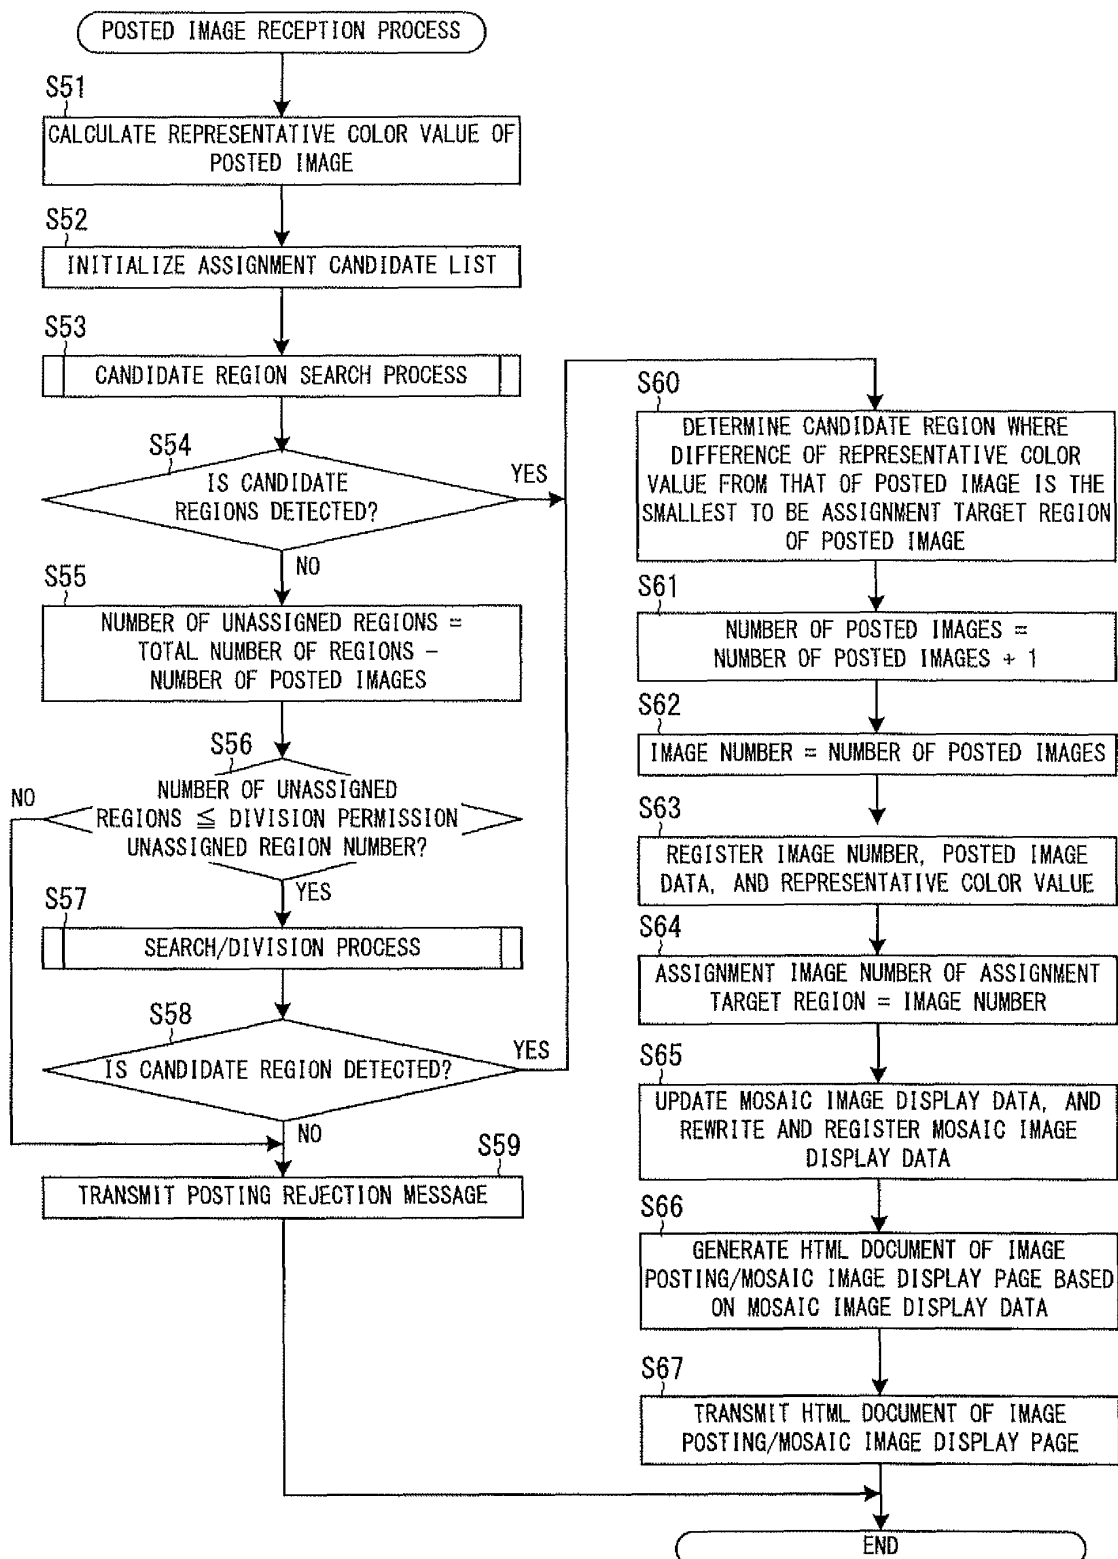 POSTED IMAGE RECEPTION PROCESS
S51
CALCULATE REPRESENTATIVE COLOR VALUE OF
POSTED IMAGE
S52
INITIALIZE ASSIGNMENT CANDIDATE LIST
S53
CANDIDATE REGION SEARCH PROCESS
S54
IS CANDIDATE
REGIONS DETECTED?
YES
NO
S55
NUMBER OF UNASSIGNED REGIONS =
TOTAL NUMBER OF REGIONS −
NUMBER OF POSTED IMAGES
S56
NUMBER OF UNASSIGNED
REGIONS ≦ DIVISION PERMISSION
UNASSIGNED REGION NUMBER?
NO
YES
S57
SEARCH/DIVISION PROCESS
S58
IS CANDIDATE REGION DETECTED?
YES
NO
S59
TRANSMIT POSTING REJECTION MESSAGE
S60
DETERMINE CANDIDATE REGION WHERE
DIFFERENCE OF REPRESENTATIVE COLOR
VALUE FROM THAT OF POSTED IMAGE IS THE
SMALLEST TO BE ASSIGNMENT TARGET REGION
OF POSTED IMAGE
S61
NUMBER OF POSTED IMAGES =
NUMBER OF POSTED IMAGES + 1
S62
IMAGE NUMBER = NUMBER OF POSTED IMAGES
S63
REGISTER IMAGE NUMBER, POSTED IMAGE
DATA, AND REPRESENTATIVE COLOR VALUE
S64
ASSIGNMENT IMAGE NUMBER OF ASSIGNMENT
TARGET REGION = IMAGE NUMBER
S65
UPDATE MOSAIC IMAGE DISPLAY DATA, AND
REWRITE AND REGISTER MOSAIC IMAGE
DISPLAY DATA
S66
GENERATE HTML DOCUMENT OF IMAGE
POSTING/MOSAIC IMAGE DISPLAY PAGE BASED
ON MOSAIC IMAGE DISPLAY DATA
S67
TRANSMIT HTML DOCUMENT OF IMAGE
POSTING/MOSAIC IMAGE DISPLAY PAGE
END